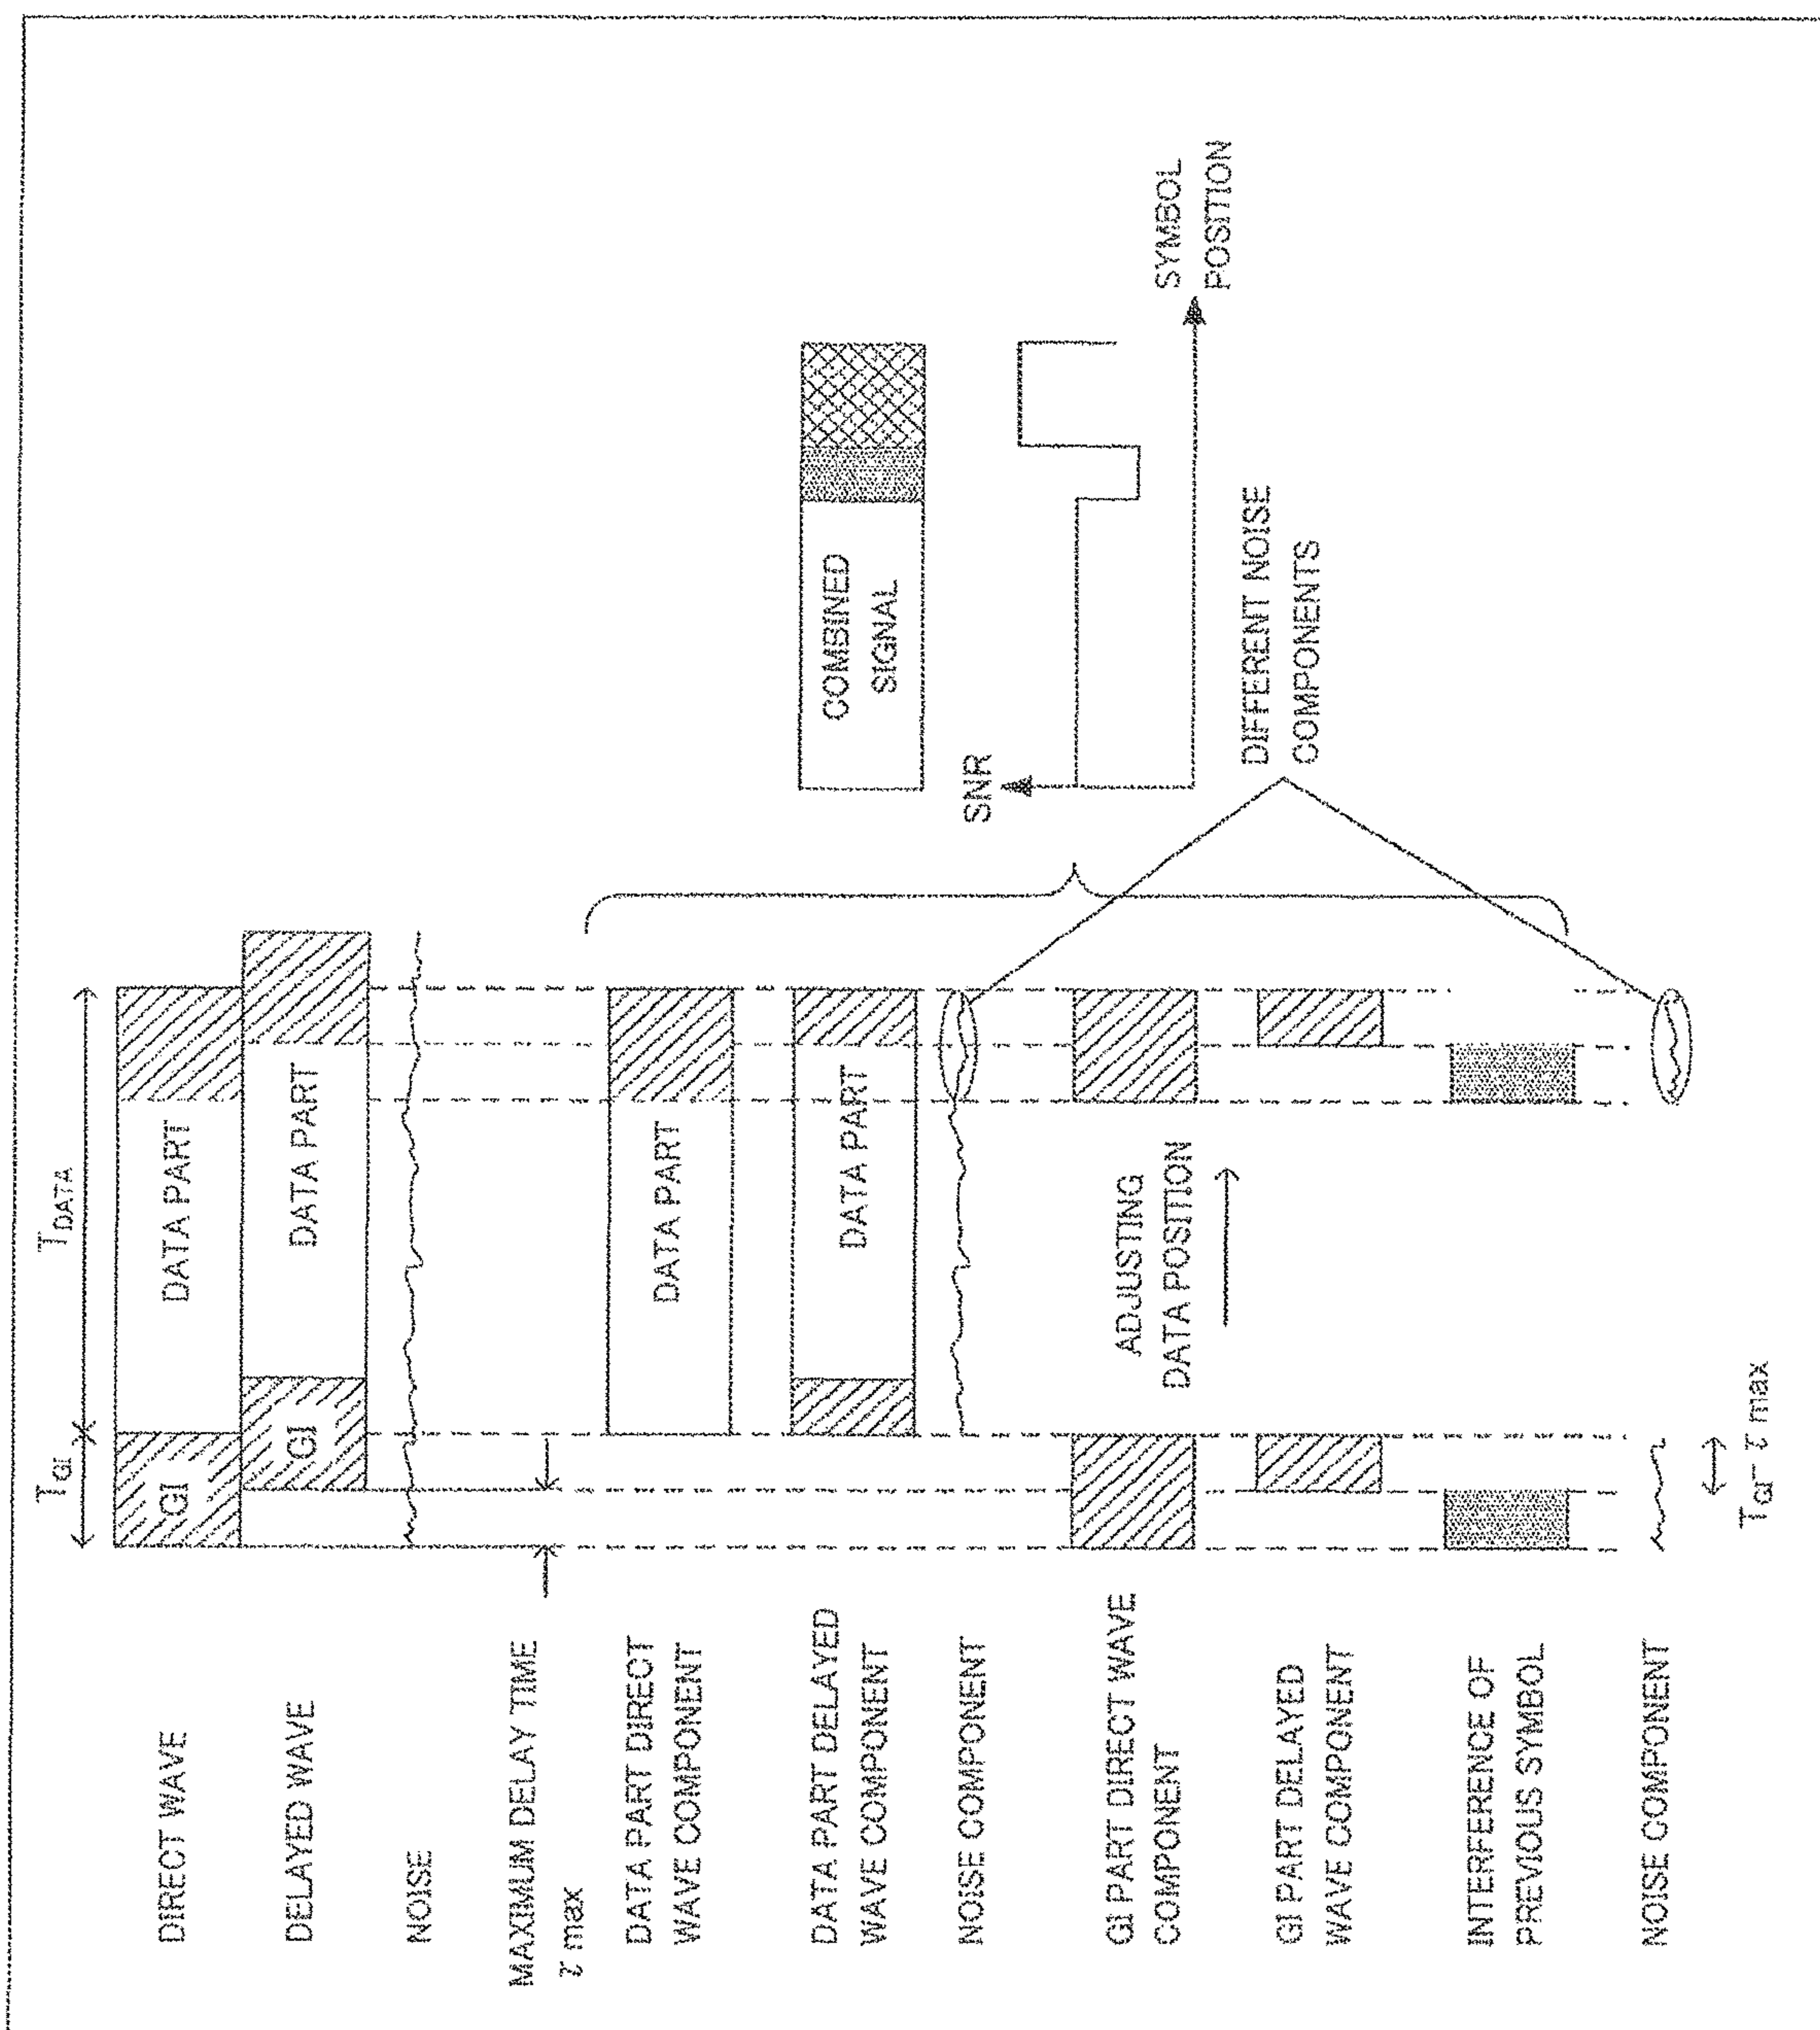 T_GI
T_DATA
DIRECT WAVE
GI
DATA PART
DELAYED WAVE
GI
DATA PART
NOISE
MAXIMUM DELAY TIME
τ max
DATA PART DIRECT
WAVE COMPONENT
DATA PART
DATA PART DELAYED
WAVE COMPONENT
DATA PART
NOISE COMPONENT
GI PART DIRECT WAVE
COMPONENT
ADJUSTING
DATA POSITION
GI PART DELAYED
WAVE COMPONENT
INTERFERENCE OF
PREVIOUS SYMBOL
NOISE COMPONENT
T_GI- τ max
COMBINED
SIGNAL
SNR
SYMBOL
POSITION
DIFFERENT NOISE
COMPONENTS